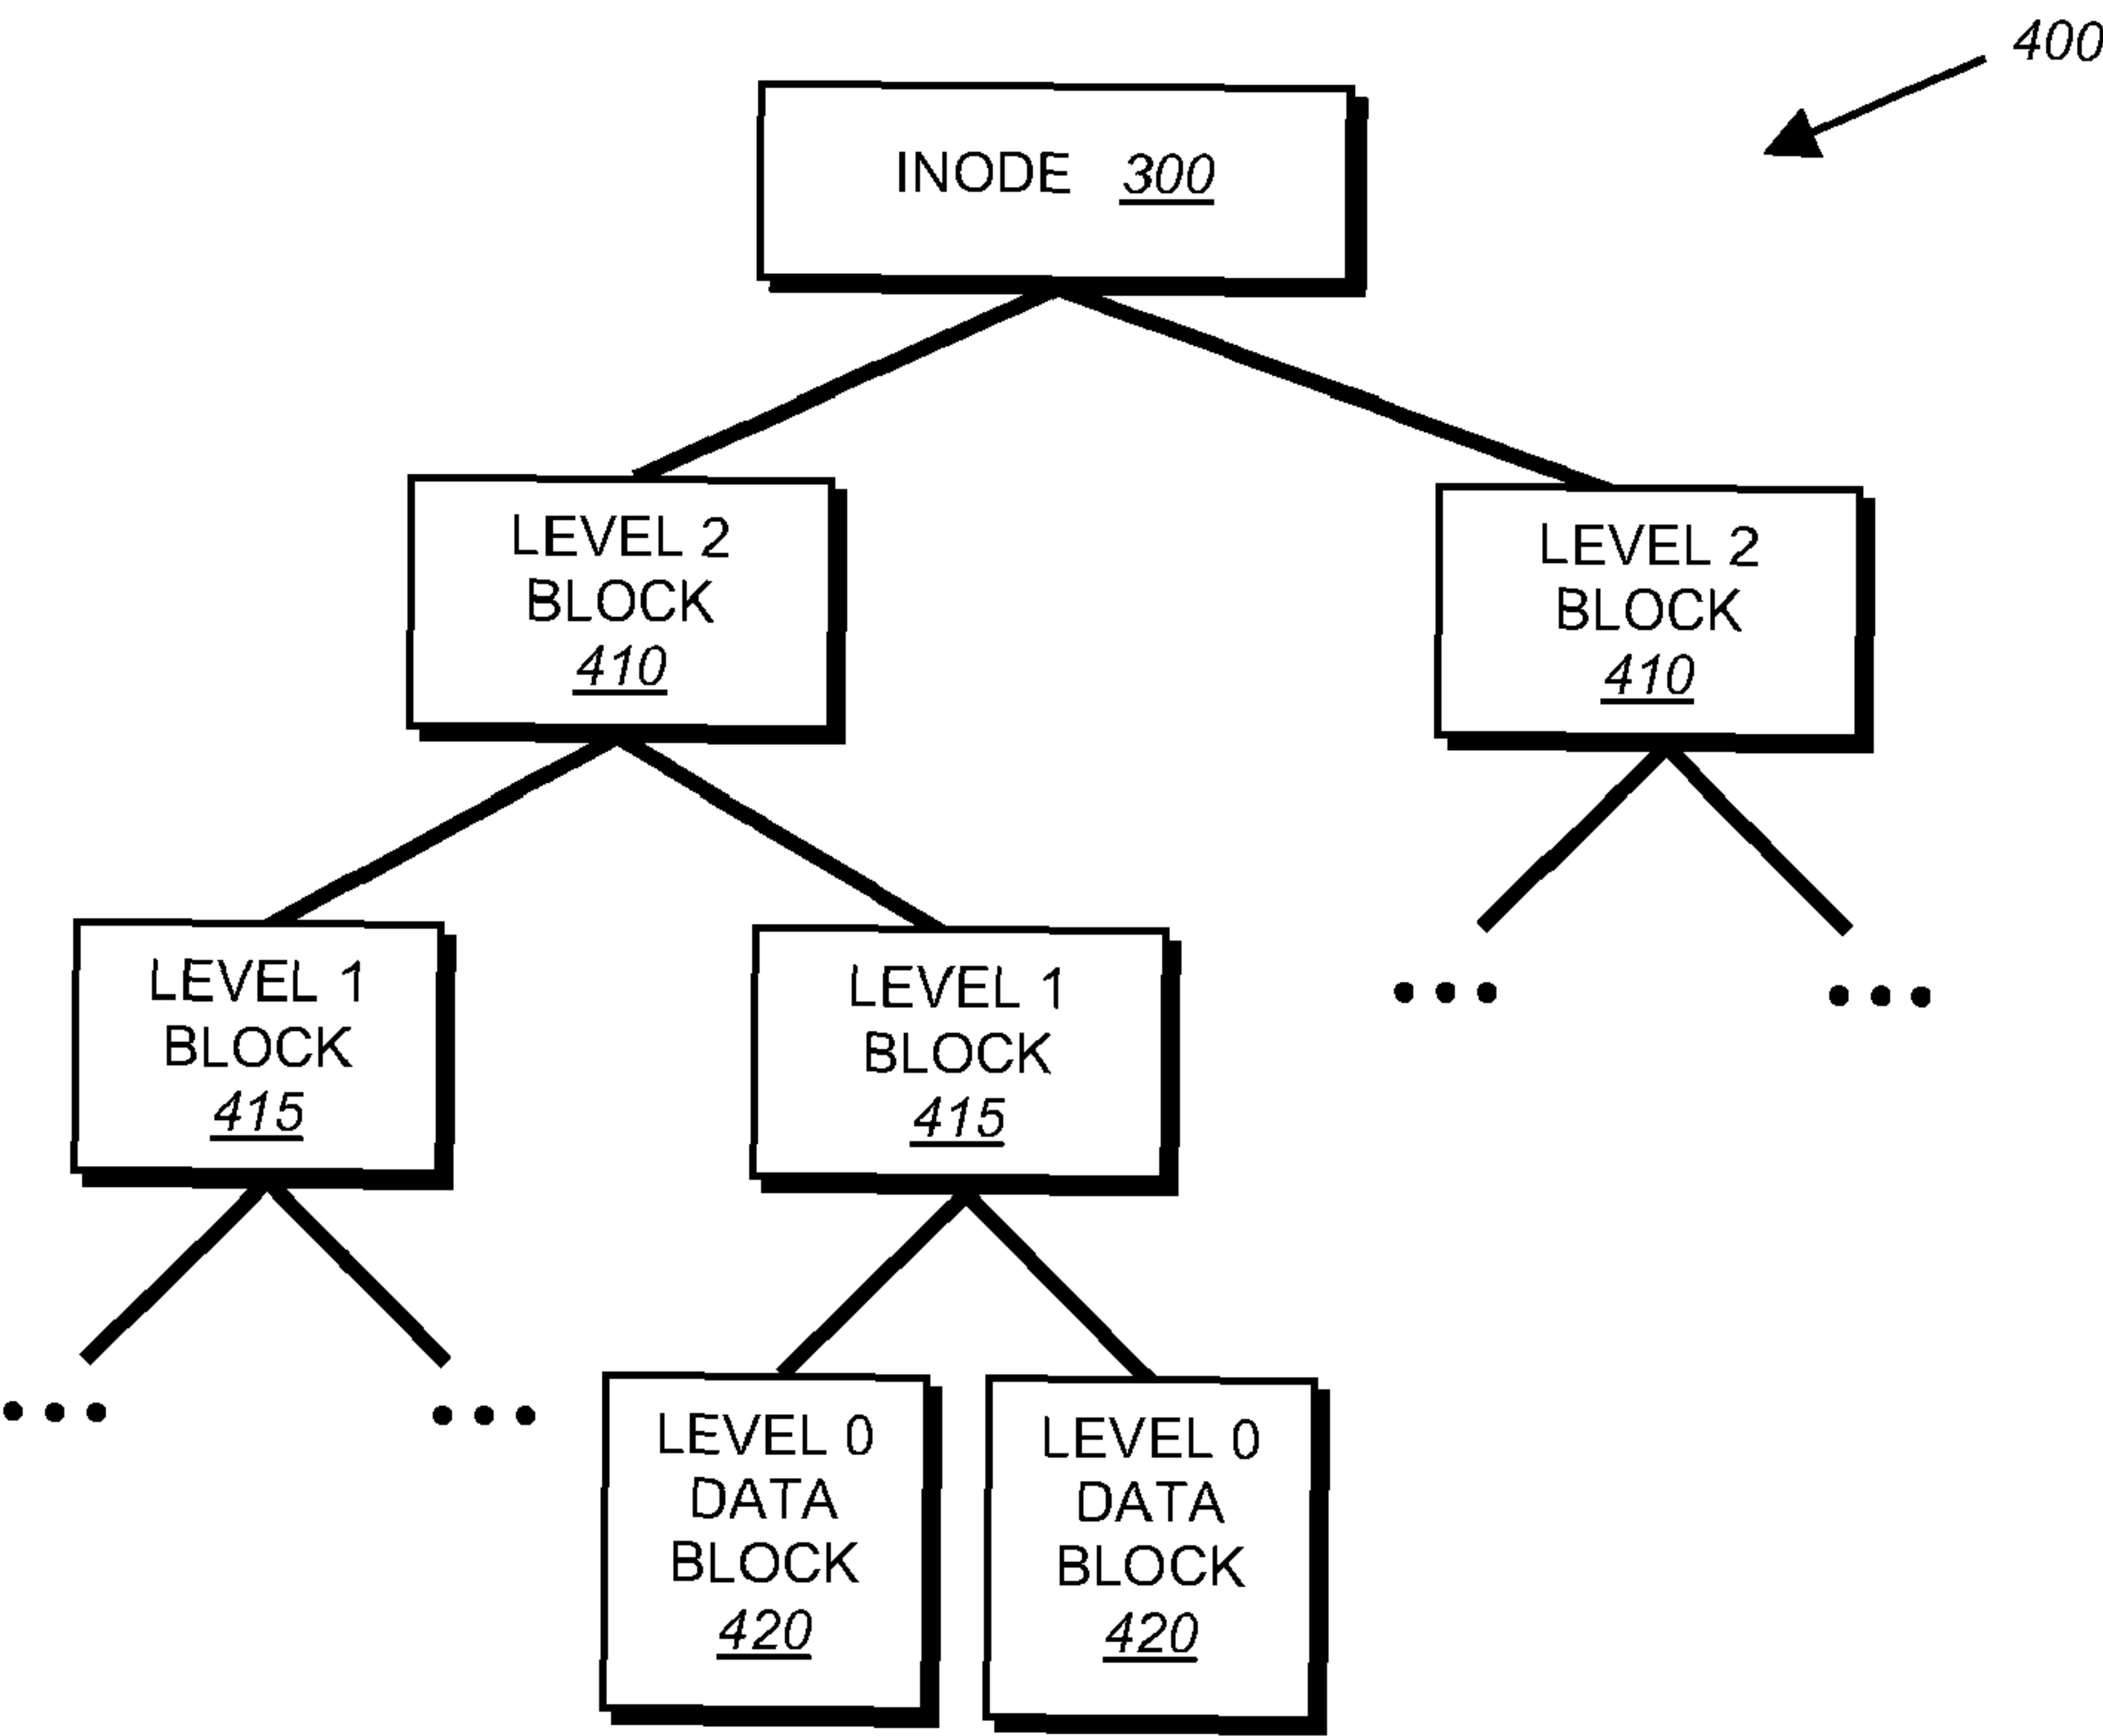 400
INODE 300
LEVEL 2
BLOCK
410
LEVEL 2
BLOCK
410
LEVEL 1
BLOCK
415
LEVEL 1
BLOCK
415
...
...
...
...
LEVEL 0
DATA
BLOCK
420
LEVEL 0
DATA
BLOCK
420